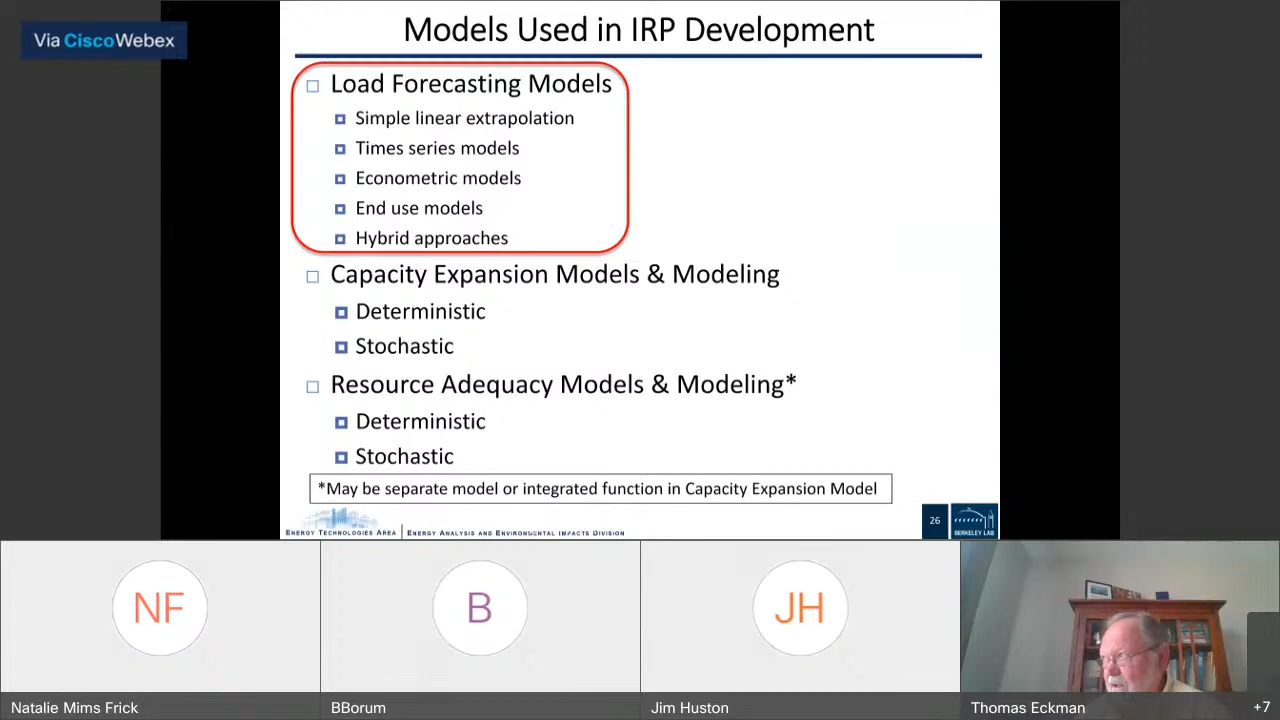 Via CiscoWebex
Models Used in IRP Development
Load Forecasting Models
Simple linear extrapolation
Times series models
Econometric models
End use models
Hybrid approaches
Capacity Expansion Models & Modeling
Deterministic
Stochastic
Resource Adequacy Models & Modeling*
Deterministic
Stochastic
*May be separate model or integrated function in Capacity Expansion Model
ENERGY TECHNOLOGIES AREA | ENERGY ANALYSIS AND ENVIRONMENTAL IMPACTS DIVISION
26
BERKELEY LAB
NF
B
JH
Natalie Mims Frick
BBorum
Jim Huston
Thomas Eckman
+7